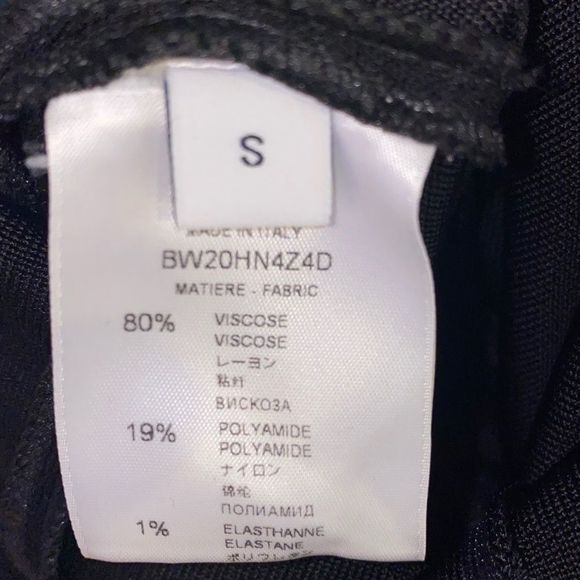 S
MADE IN ITALY
BW20HN4Z4D
MATIERE - FABRIC
80% VISCOSE
VISCOSE
レーヨン
粘纤
ВИСКОЗА
19% POLYAMIDE
POLYAMIDE
ナイロン
锦纶
ПОЛИАМИД
1% ELASTHANNE
ELASTANE